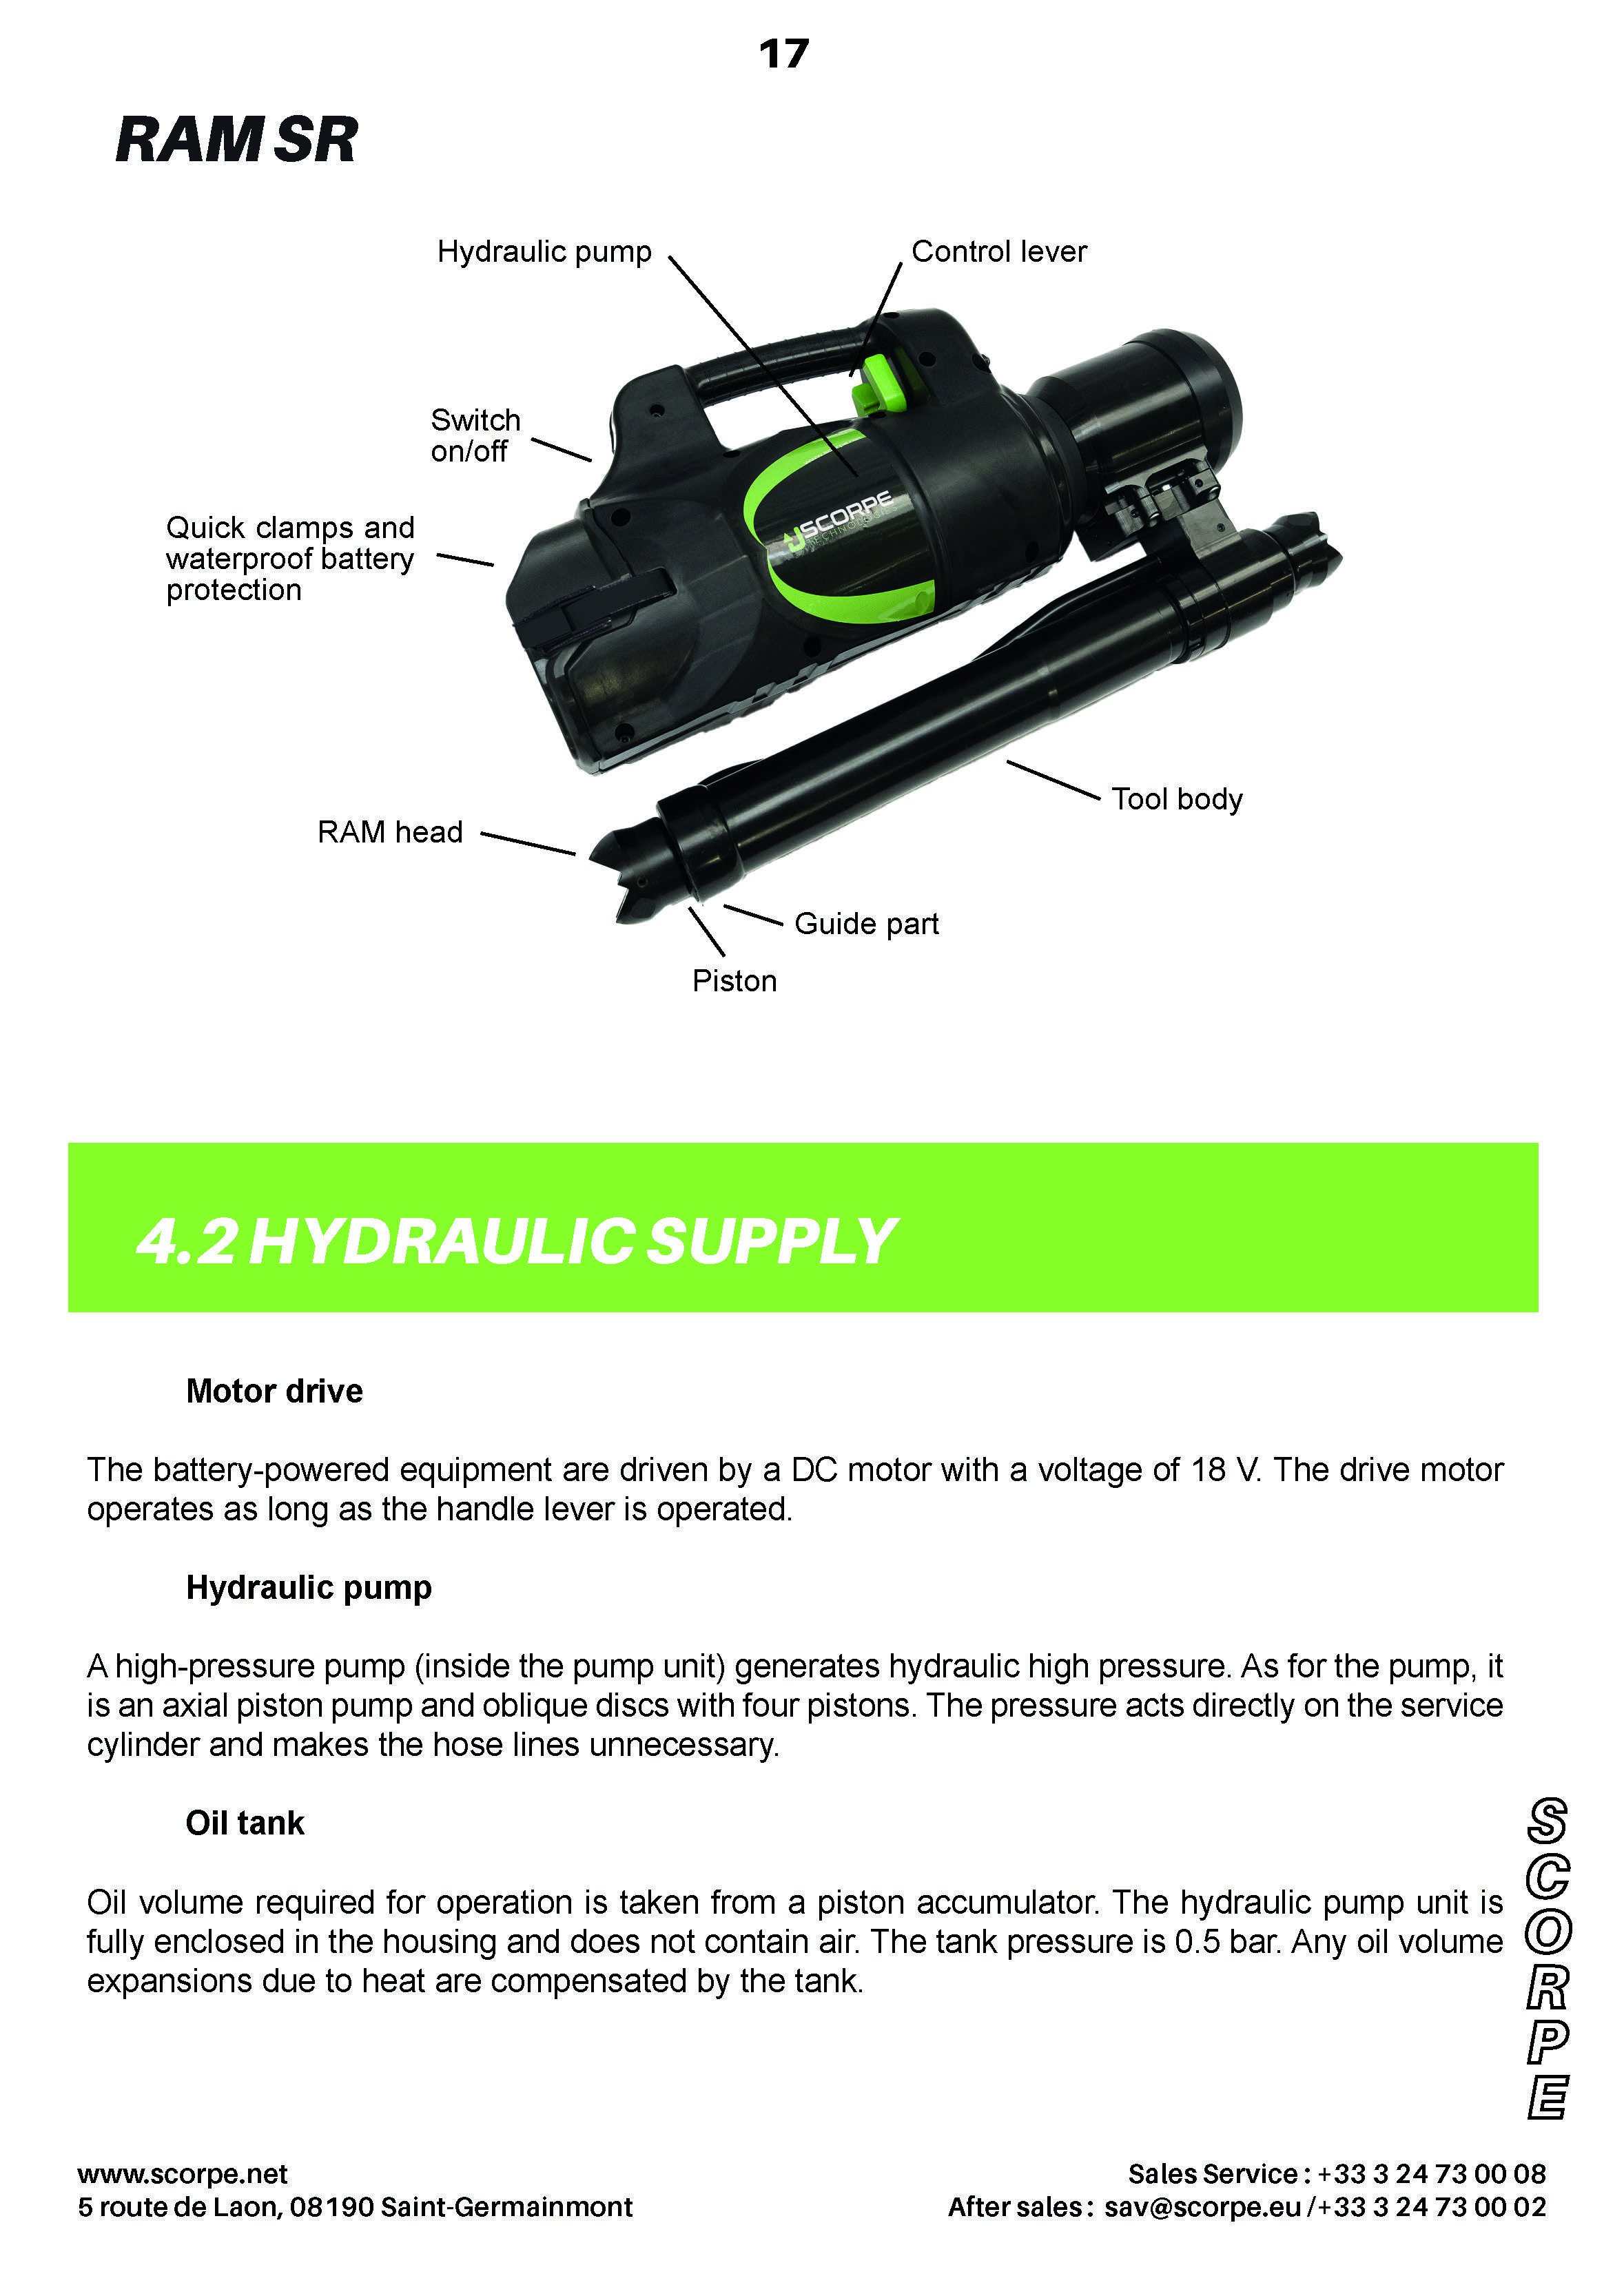 17
RAM SR
Hydraulic pump
Control lever
Switch
on/off
Quick clamps and
waterproof battery
protection
SCORPE
TECHNOLOGIES
Tool body
RAM head
Guide part
Piston
4.2 HYDRAULIC SUPPLY
Motor drive
The battery-powered equipment are driven by a DC motor with a voltage of 18 V. The drive motor
operates as long as the handle lever is operated.
Hydraulic pump
A high-pressure pump (inside the pump unit) generates hydraulic high pressure. As for the pump, it
is an axial piston pump and oblique discs with four pistons. The pressure acts directly on the service
cylinder and makes the hose lines unnecessary.
Oil tank
Oil volume required for operation is taken from a piston accumulator. The hydraulic pump unit is
fully enclosed in the housing and does not contain air. The tank pressure is 0.5 bar. Any oil volume
expansions due to heat are compensated by the tank.
SCORPE
www.scorpe.net
5 route de Laon, 08190 Saint-Germainmont
Sales Service : +33 3 24 73 00 08
After sales : sav@scorpe.eu /+33 3 24 73 00 02